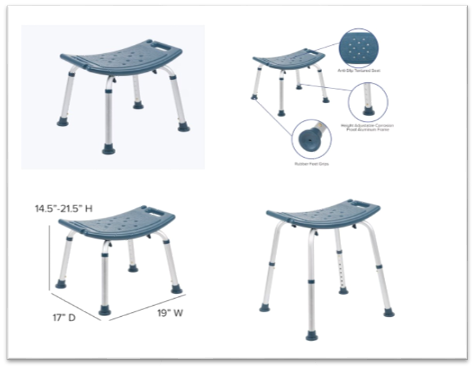 Anti-Slip Textured Seat
Height Adjustable Corrosion
Proof Aluminum Frame
Rubber Feet Grips
14.5"-21.5" H
17" D
19" W